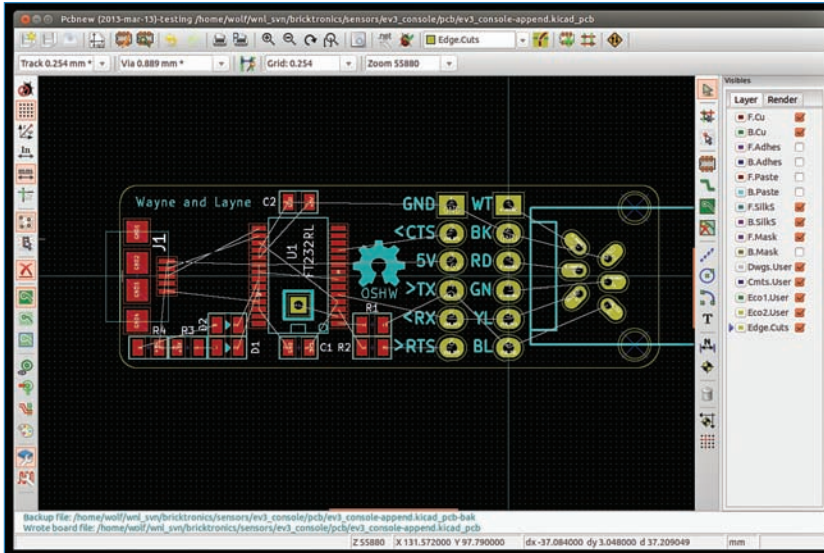 Pcbnew (2013-mar-13)-testing /home/wolf/wnl_svn/bricktronics/sensors/ev3_console/pcb/ev3_console-append.kicad_pcb
.net
Edge.Cuts
Track 0.254 mm *
Via 0.889 mm *
Grid: 0.254
Zoom 55880
Visibles
Layer Render
F.Cu
B.Cu
F.Adhes
B.Adhes
F.Paste
B.Paste
F.SilkS
B.SilkS
F.Mask
B.Mask
Dwgs.User
Cmts.User
Eco1.User
Eco2.User
Edge.Cuts
In
mm
T
N
Wayne and Layne
C2
GND WT
<CTS BK
5V RD
>TX GN
<RX YL
>RTS BL
J1
U1
FT232RL
OSHW
R1
R4 R3
D2
D1
C1 R2
Backup file: /home/wolf/wnl_svn/bricktronics/sensors/ev3_console/pcb/ev3_console-append.kicad_pcb-bak
Wrote board file: /home/wolf/wnl_svn/bricktronics/sensors/ev3_console/pcb/ev3_console-append.kicad_pcb
Z 55880 X 131.572000 Y 97.790000 dx -37.084000 dy 3.048000 d 37.209049 mm